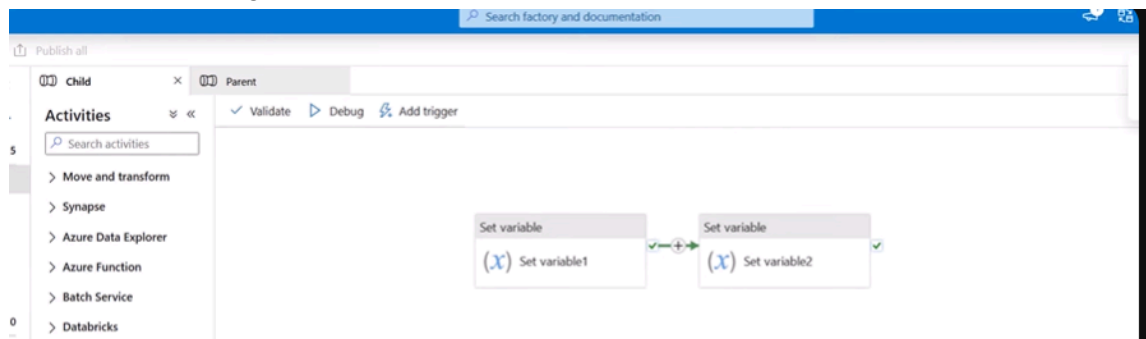 Search factory and documentation
Publish all
Child
Parent
Activities
Validate
Debug
Add trigger
Search activities
Move and transform
Synapse
Azure Data Explorer
Azure Function
Batch Service
Databricks
Set variable
(x) Set variable1
Set variable
(x) Set variable2
s
0